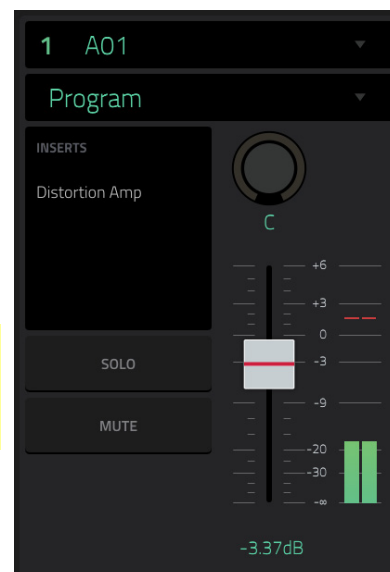 1 A01
Program
INSERTS
Distortion Amp
C
+6
+3
0
-3
-9
-20
-30
-∞
SOLO
MUTE
-3.37dB